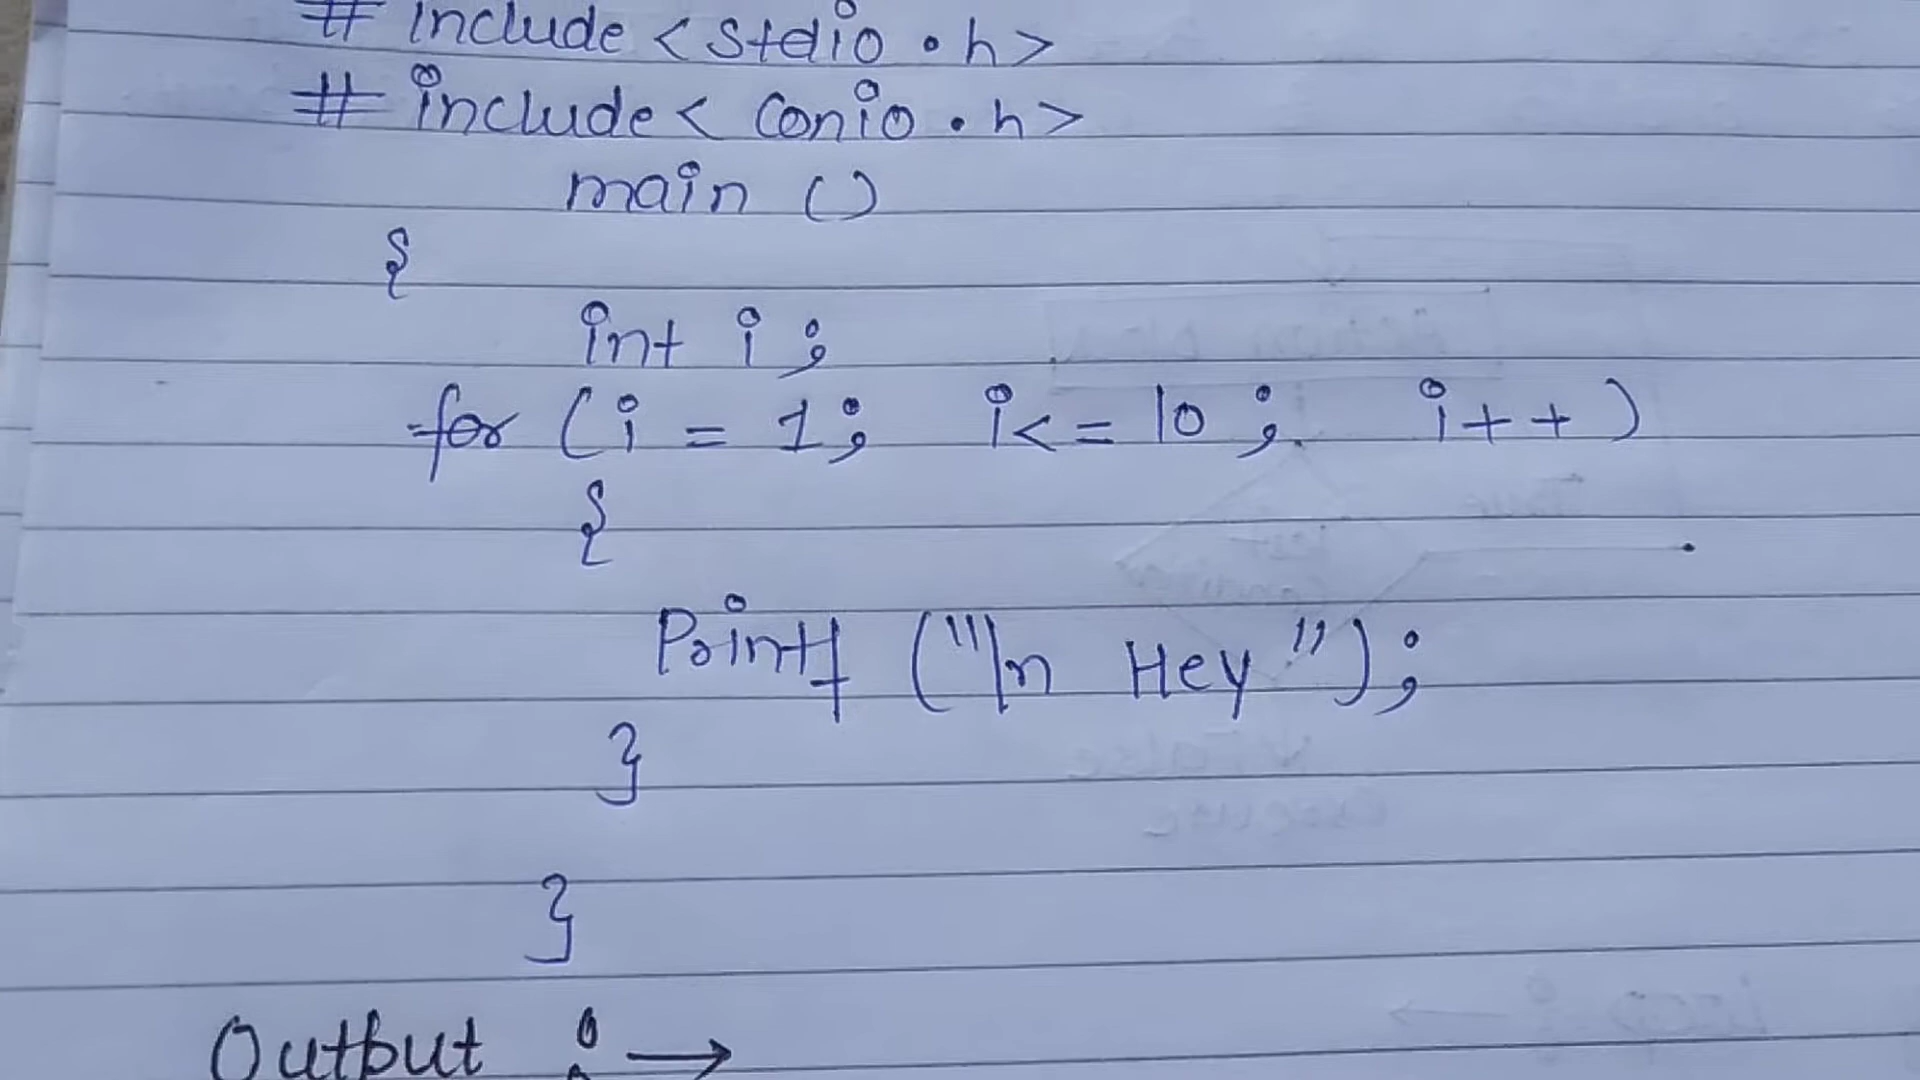 # include <stdio.h>
# include < conio.h>
main ()
{
int i ;
for (i = 1; i<= 10 ; i++)
{
Printf ("\n Hey");
}
}
Output : →